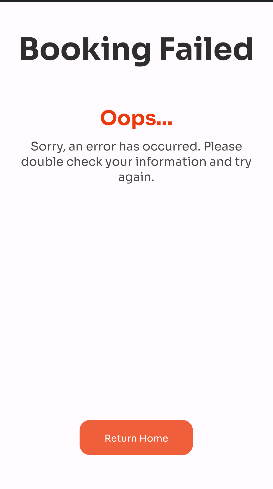 Booking Failed
Oops...
Sorry, an error has occurred. Please
double check your information and try
again.
Return Home